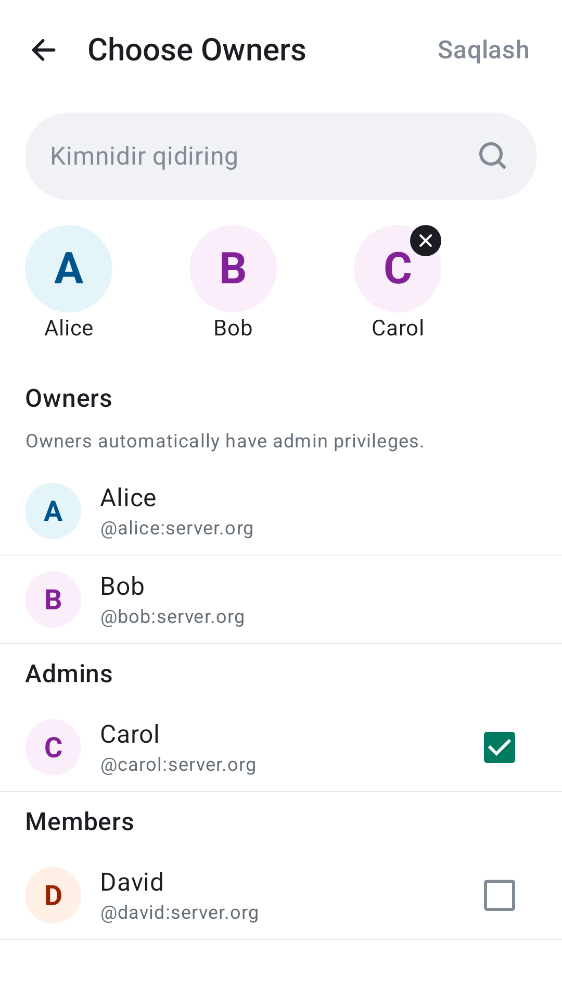 Choose Owners
Saqlash
Kimnidir qidiring
A
B
C
Alice
Bob
Carol
Owners
Owners automatically have admin privileges.
A
Alice
@alice:server.org
B
Bob
@bob:server.org
Admins
C
Carol
@carol:server.org
Members
D
David
@david:server.org